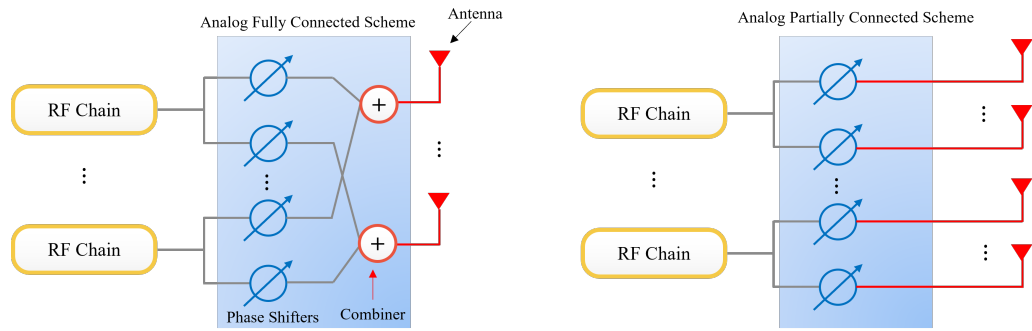 Analog Fully Connected Scheme
Antenna
RF Chain
+
...
...
...
RF Chain
+
Phase Shifters
Combiner
Analog Partially Connected Scheme
RF Chain
...
...
...
RF Chain
...